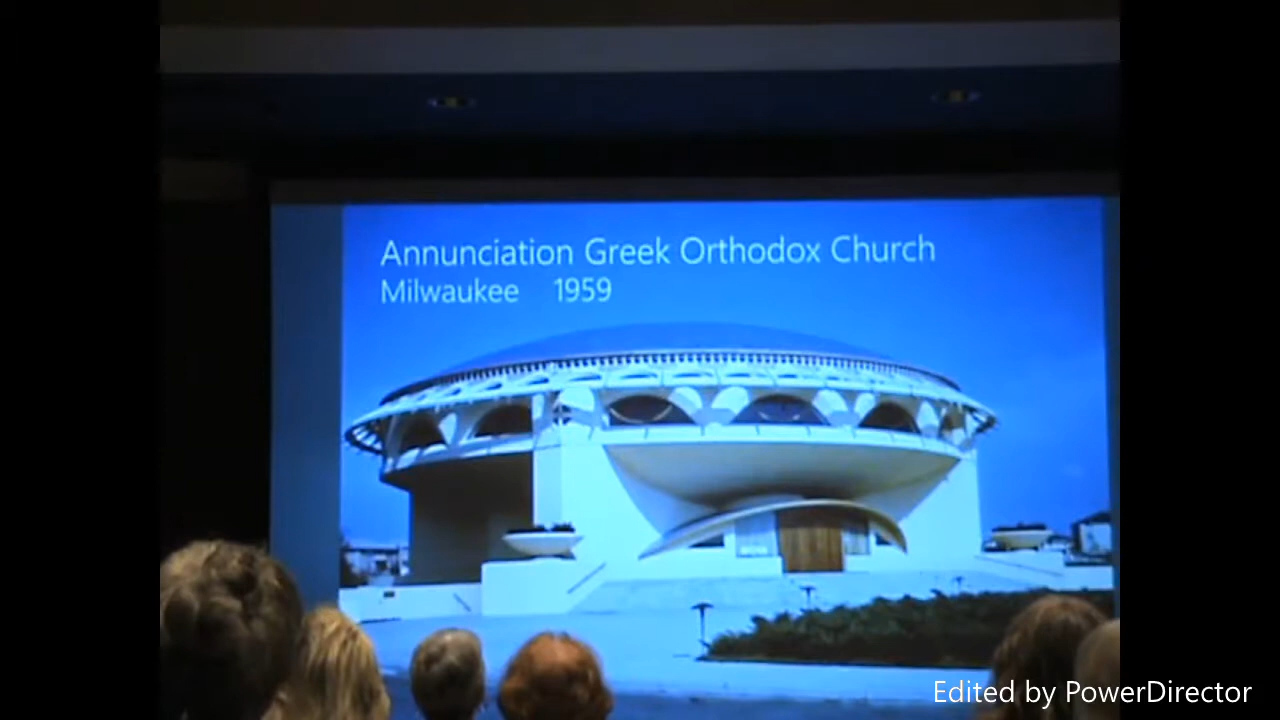 Annunciation Greek Orthodox Church
Milwaukee 1959
Edited by PowerDirector